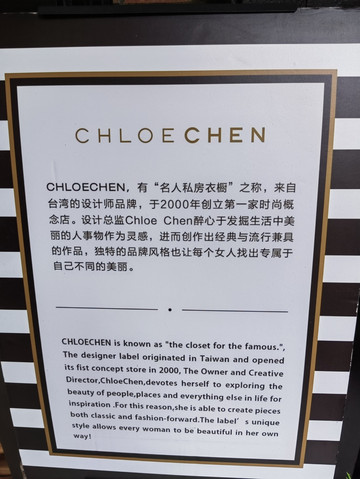 CHLOECHEN
CHLOECHEN, 有“名人私房衣橱”之称，来自
台湾的设计师品牌，于2000年创立第一家时尚概
念店。设计总监Chloe Chen醉心于发掘生活中美
丽的人事物作为灵感，进而创作出经典与流行兼具
的作品，独特的品牌风格也让每个女人找出专属于
自己不同的美丽。
CHLOECHEN is known as "the closet for the famous.",
The designer label originated in Taiwan and opened
its fist concept store in 2000, The Owner and Creative
Director,ChloeChen,devotes herself to exploring the
beauty of people,places and everything else in life for
inspiration .For this reason,she is able to create pieces
both classic and fashion-forward.The label's unique
style allows every woman to be beautiful in her own
way!